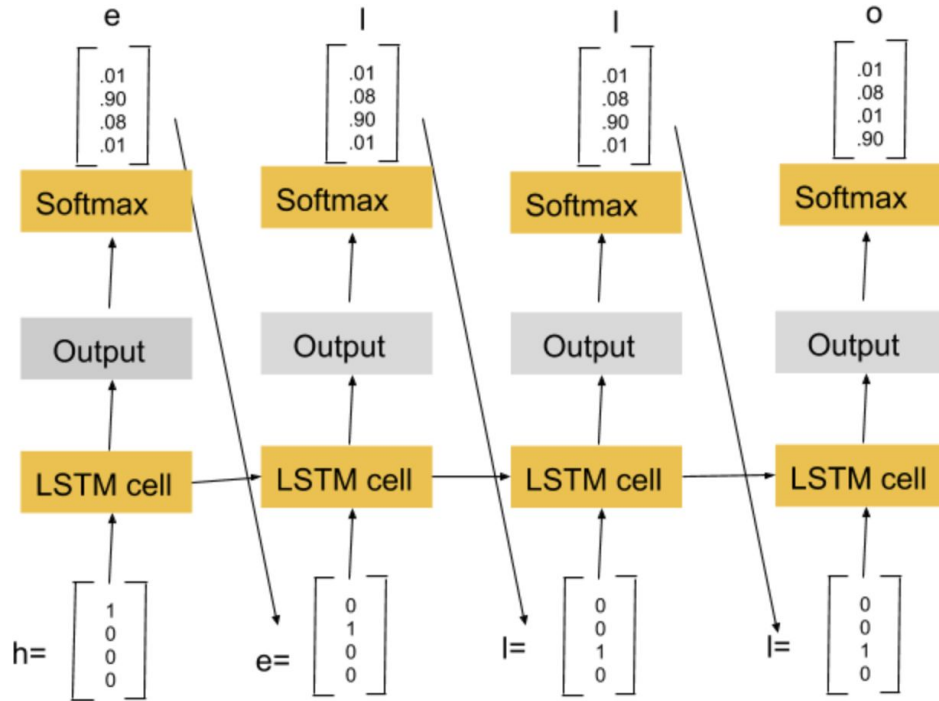 e l l o
.01 .01 .01 .01
.90 .08 .08 .08
.08 .90 .90 .01
.01 .01 .01 .90
Softmax Softmax Softmax Softmax
Output Output Output Output
LSTM cell LSTM cell LSTM cell LSTM cell
1 0 0 0
0 1 0 0
0 0 1 1
0 0 0 0
h= e= l= l=